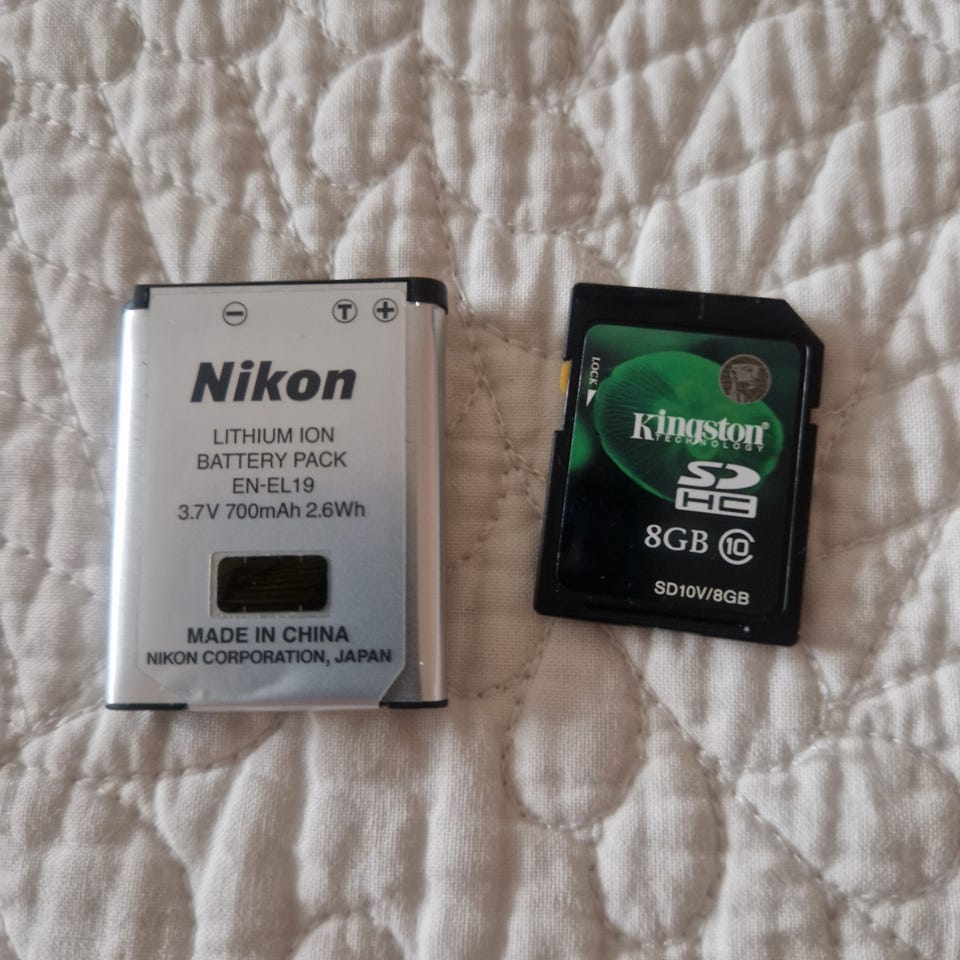 − T +
Nikon
LITHIUM ION
BATTERY PACK
EN-EL19
3.7V 700mAh 2.6Wh
MADE IN CHINA
NIKON CORPORATION, JAPAN
LOCK
Kingston
TECHNOLOGY
SD
HC
8GB 10
SD10V/8GB